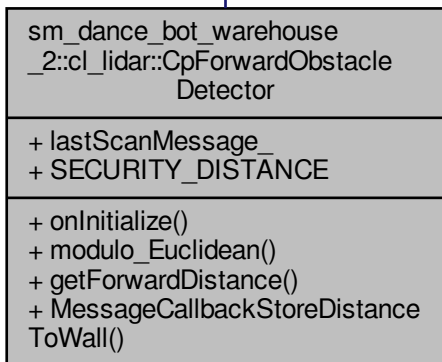 sm_dance_bot_warehouse
_2::cl_lidar::CpForwardObstacle
Detector
+ lastScanMessage_
+ SECURITY_DISTANCE
+ onInitialize()
+ modulo_Euclidean()
+ getForwardDistance()
+ MessageCallbackStoreDistance
ToWall()